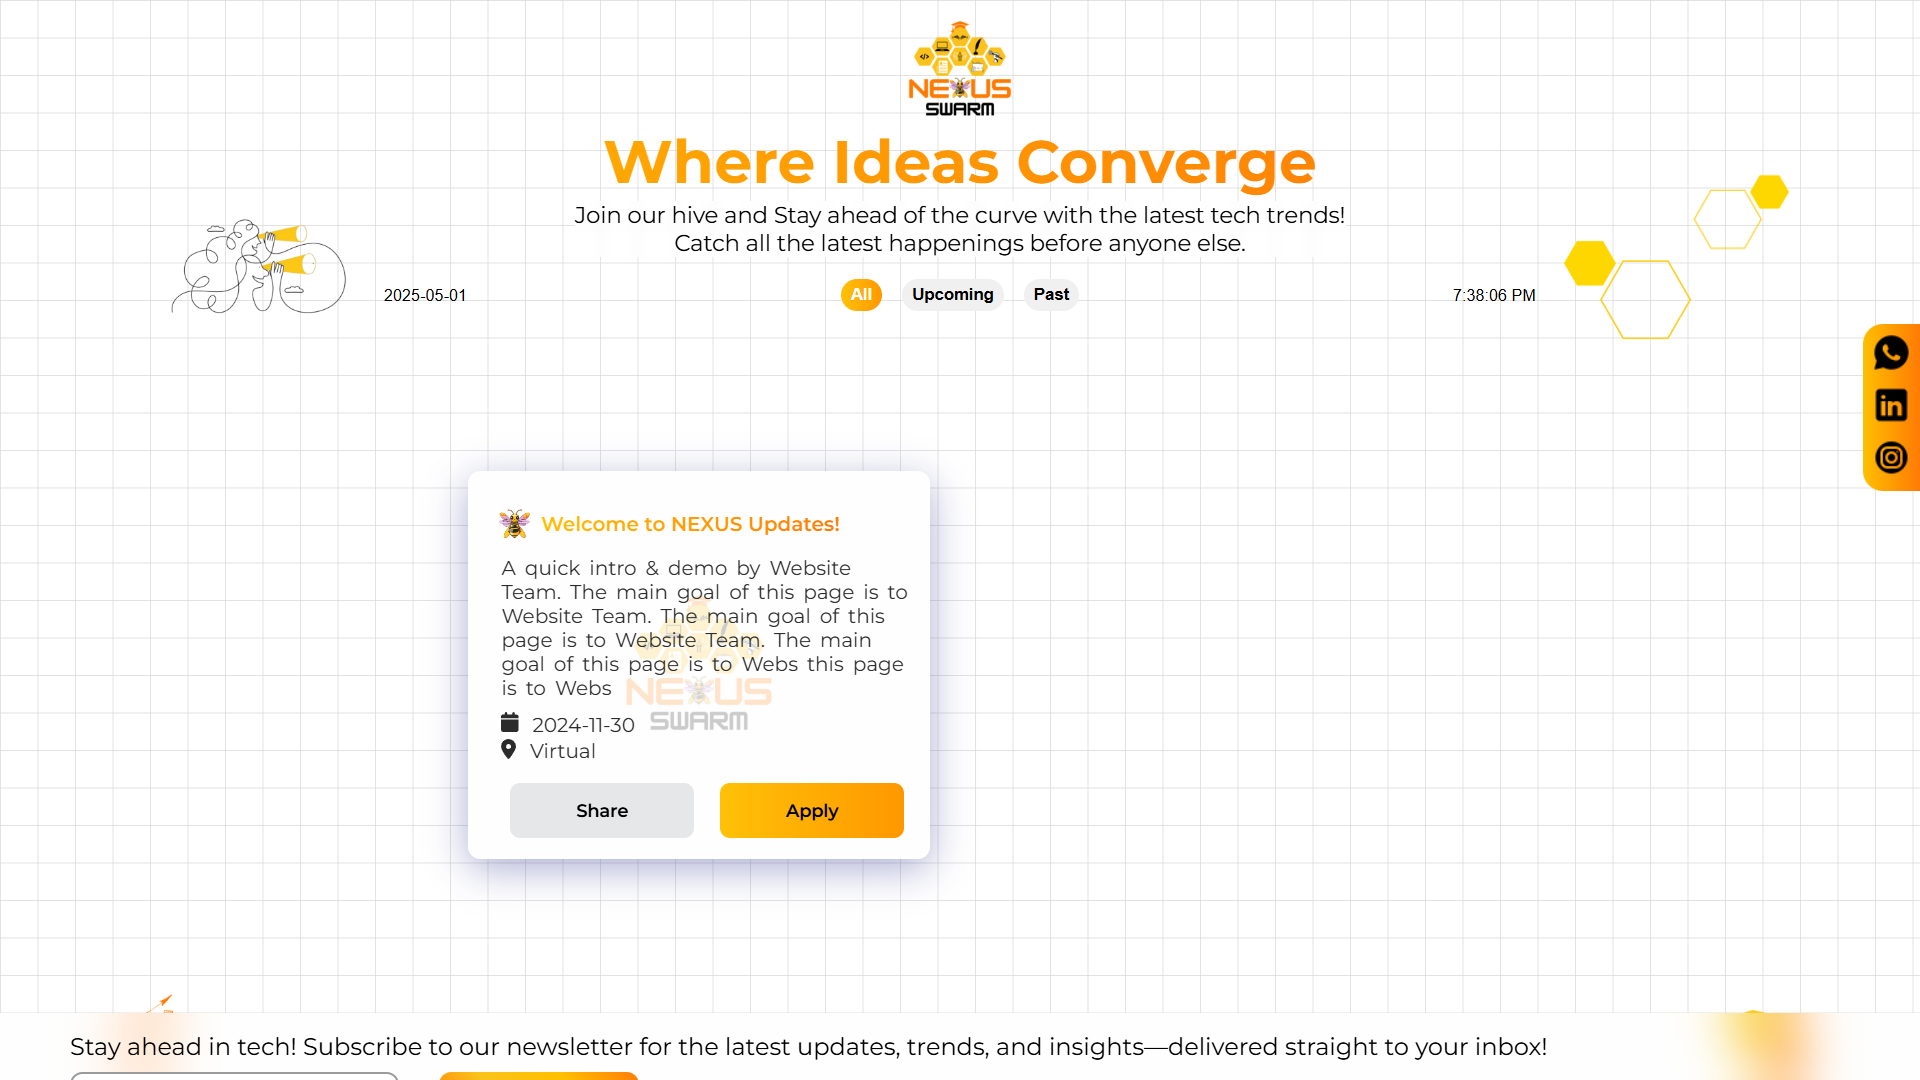 NEXUS
SWARM
Where Ideas Converge
Join our hive and Stay ahead of the curve with the latest tech trends!
Catch all the latest happenings before anyone else.
2025-05-01
All
Upcoming
Past
7:38:06 PM
in
Welcome to NEXUS Updates!
A quick intro & demo by Website
Team. The main goal of this page is to
Website Team. The main goal of this
page is to Website Team. The main
goal of this page is to Webs this page
is to Webs
NEXUS
SWARM
2024-11-30
Virtual
Share
Apply
Stay ahead in tech! Subscribe to our newsletter for the latest updates, trends, and insights—delivered straight to your inbox!